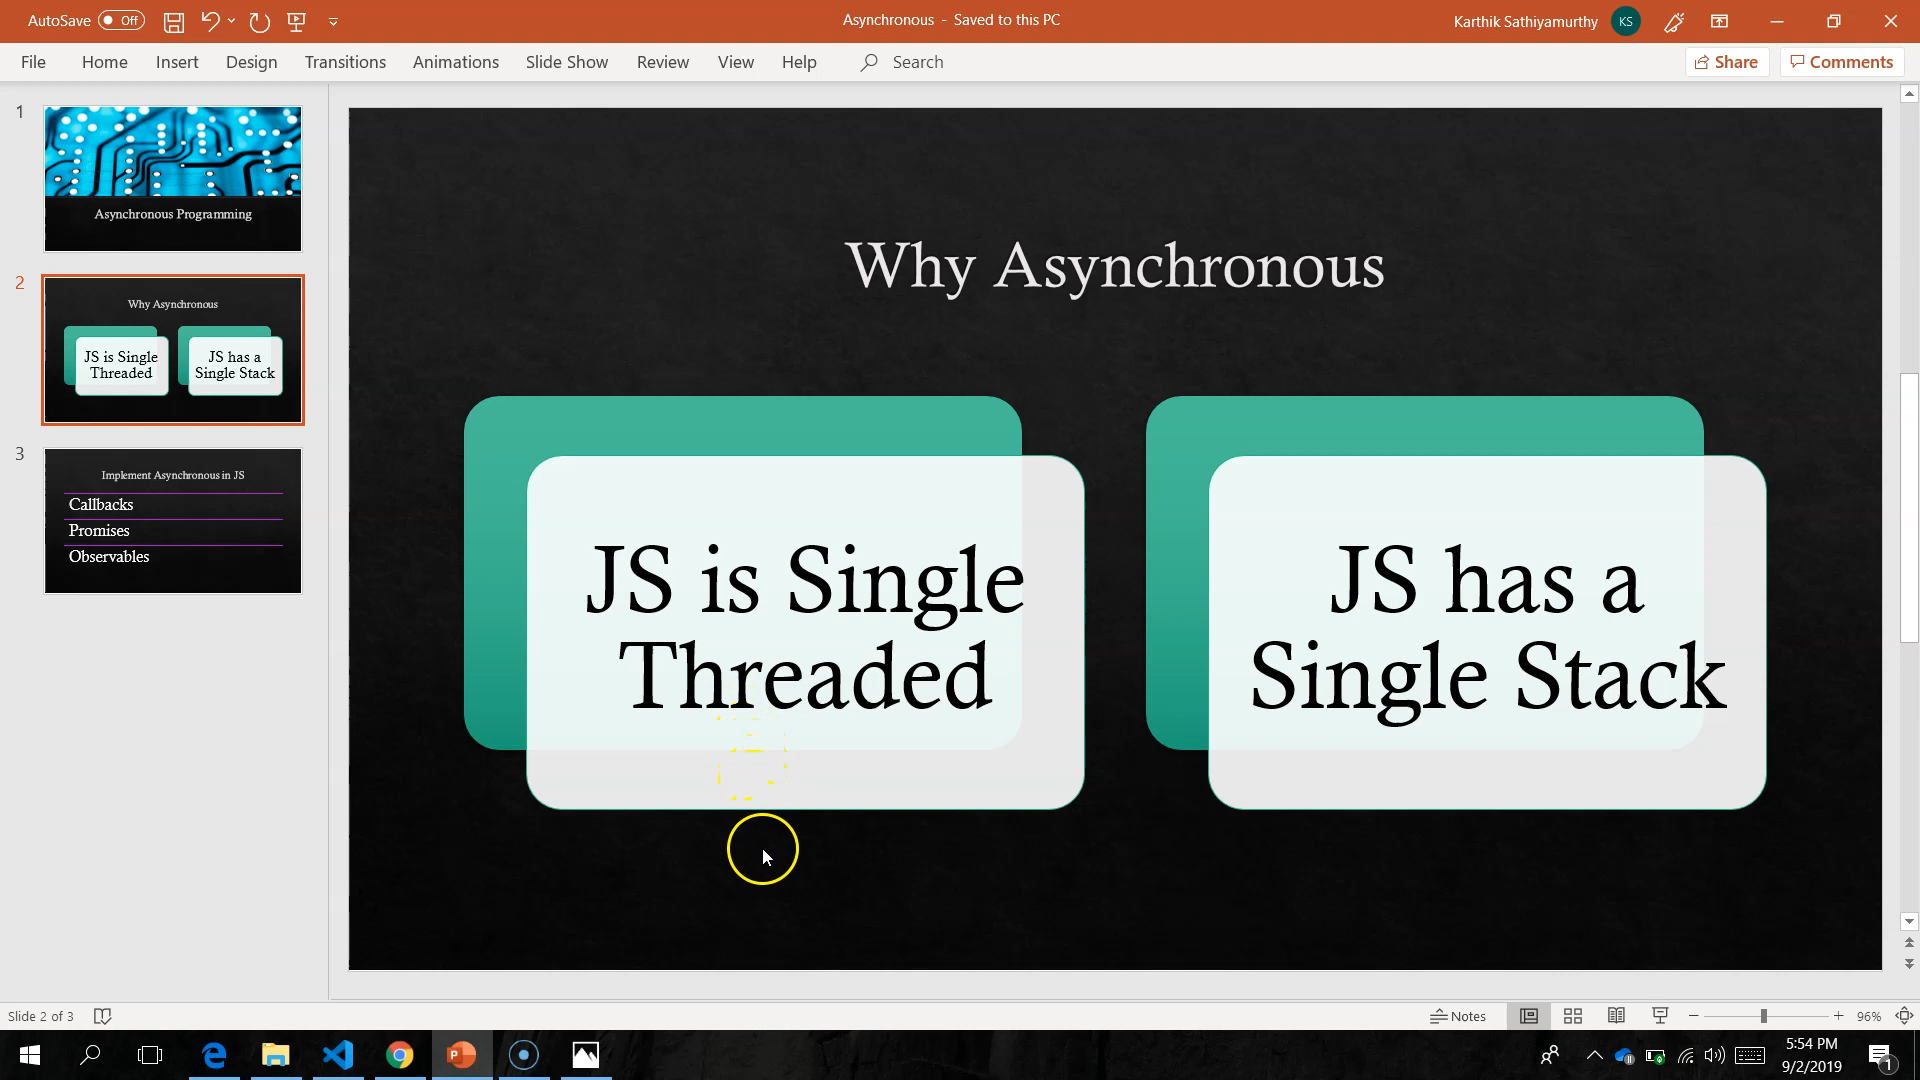 AutoSave Off
Asynchronous - Saved to this PC
Karthik Sathiyamurthy KS
File Home Insert Design Transitions Animations Slide Show Review View Help Search
Share Comments
1
Asynchronous Programming
2
Why Asynchronous
JS is Single
Threaded
JS has a
Single Stack
3
Implement Asynchronous in JS
Callbacks
Promises
Observables
Why Asynchronous
JS is Single
Threaded
JS has a
Single Stack
Slide 2 of 3
Notes
96%
5:54 PM
9/2/2019
1